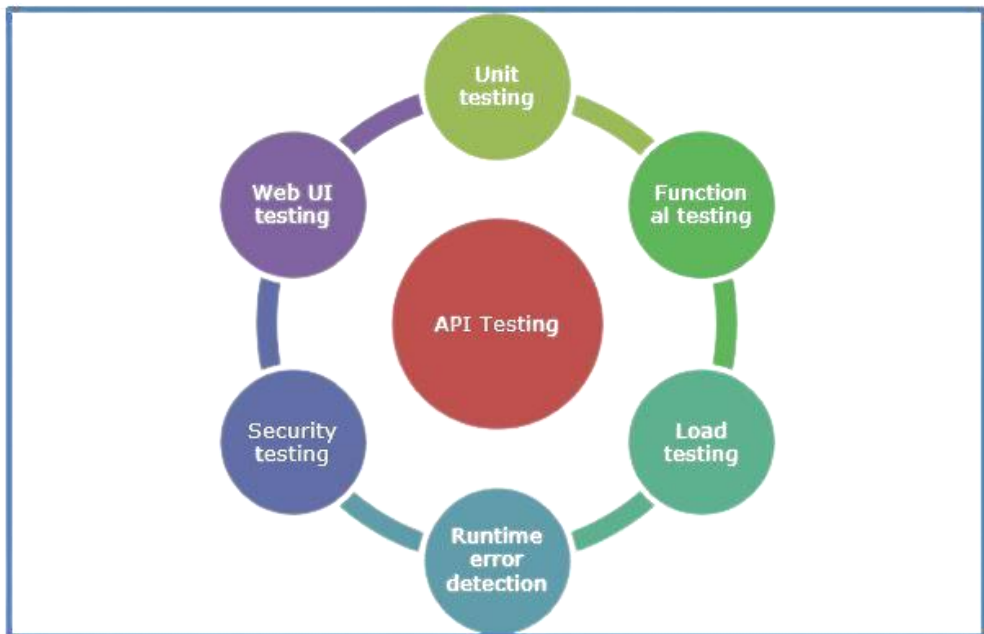 Unit
testing
Function
al testing
Load
testing
Runtime
error
detection
Security
testing
Web UI
testing
API Testing